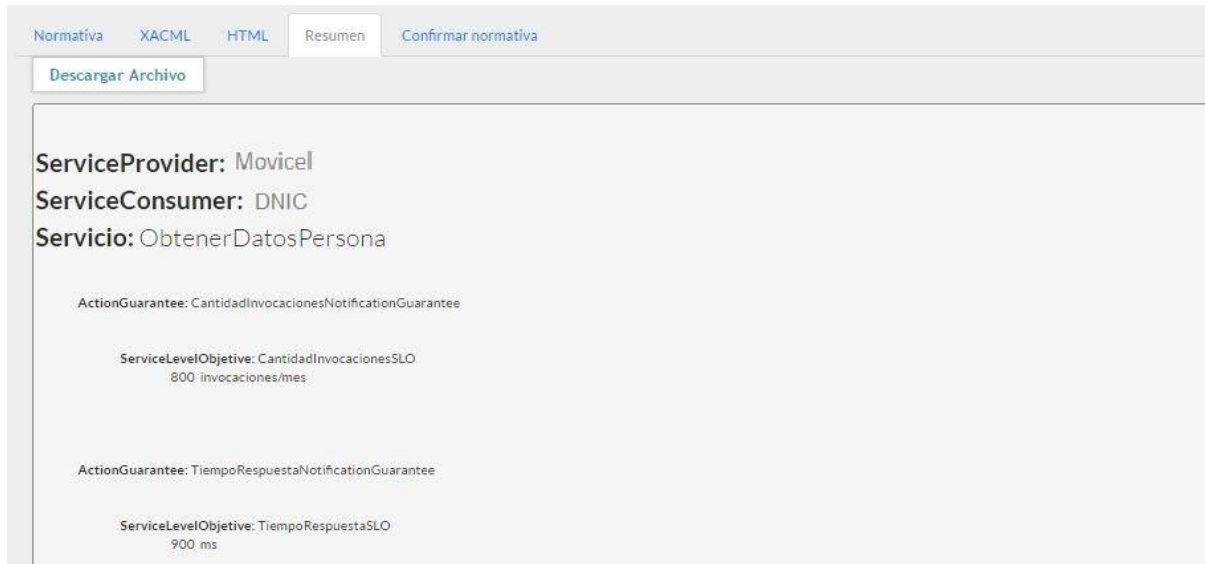 Normativa XACML HTML Resumen Confirmar normativa
Descargar Archivo
ServiceProvider: Movicel
ServiceConsumer: DNIC
Servicio: ObtenerDatosPersona
ActionGuarantee: CantidadInvocacionesNotificationGuarantee
ServiceLevelObjetive: CantidadInvocacionesSLO
800 invocaciones/mes
ActionGuarantee: TiempoRespuestaNotificationGuarantee
ServiceLevelObjetive: TiempoRespuestaSLO
900 ms